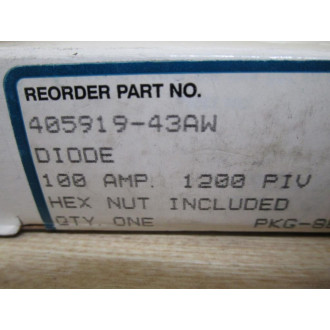 REORDER PART NO.
405919-43AW
DIODE
100 AMP. 1200 PIV
HEX NUT INCLUDED
QTY. ONE